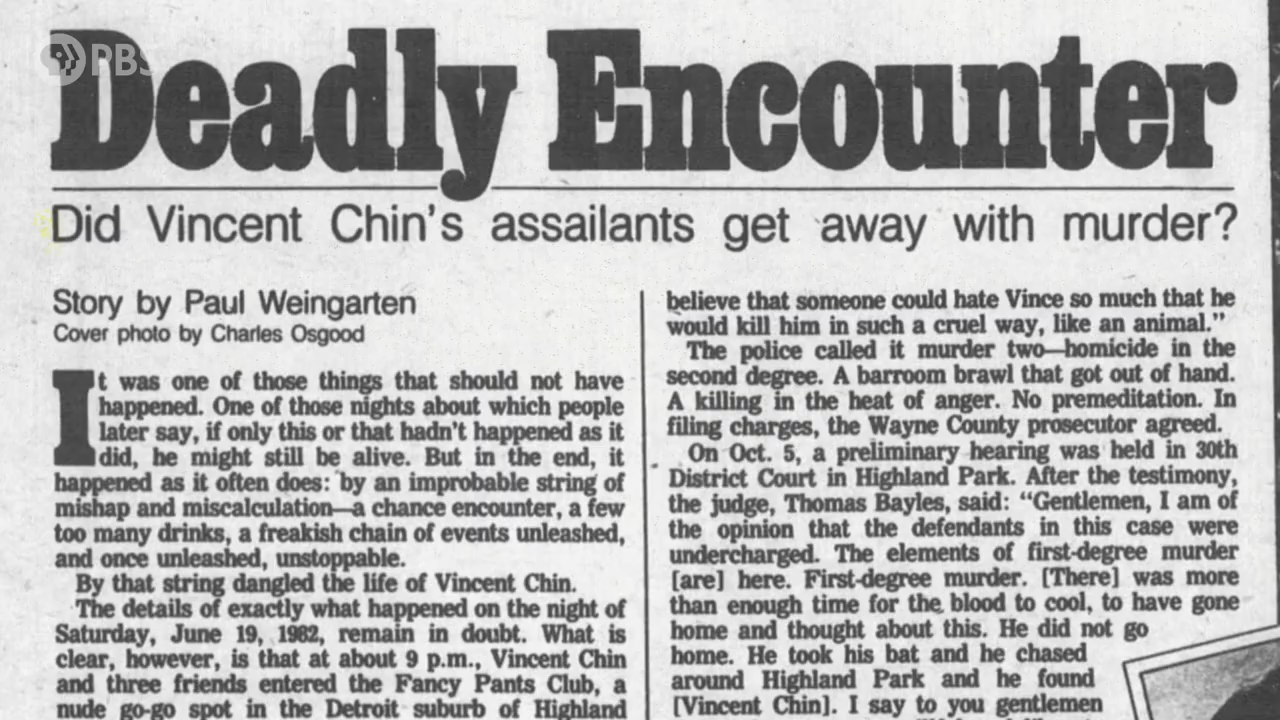 PBS
Deadly Encounter
Did Vincent Chin's assailants get away with murder?
Story by Paul Weingarten
Cover photo by Charles Osgood
It was one of those things that should not have
happened. One of those nights about which people
later say, if only this or that hadn't happened as it
did, he might still be alive. But in the end, it
happened as it often does: by an improbable string of
mishap and miscalculation—a chance encounter, a few
too many drinks, a freakish chain of events unleashed,
and once unleashed, unstoppable.
By that string dangled the life of Vincent Chin.
The details of exactly what happened on the night of
Saturday, June 19, 1982, remain in doubt. What is
clear, however, is that at about 9 p.m., Vincent Chin
and three friends entered the Fancy Pants Club, a
nude go-go spot in the Detroit suburb of Highland
believe that someone could hate Vince so much that he
would kill him in such a cruel way, like an animal."
The police called it murder two—homicide in the
second degree. A barroom brawl that got out of hand.
A killing in the heat of anger. No premeditation. In
filing charges, the Wayne County prosecutor agreed.
On Oct. 5, a preliminary hearing was held in 30th
District Court in Highland Park. After the testimony,
the judge, Thomas Bayles, said: "Gentlemen, I am of
the opinion that the defendants in this case were
undercharged. The elements of first-degree murder
[are] here. First-degree murder. [There] was more
than enough time for the blood to cool, to have gone
home and thought about this. He did not go
home. He took his bat and he chased
around Highland Park and he found
[Vincent Chin]. I say to you gentlemen